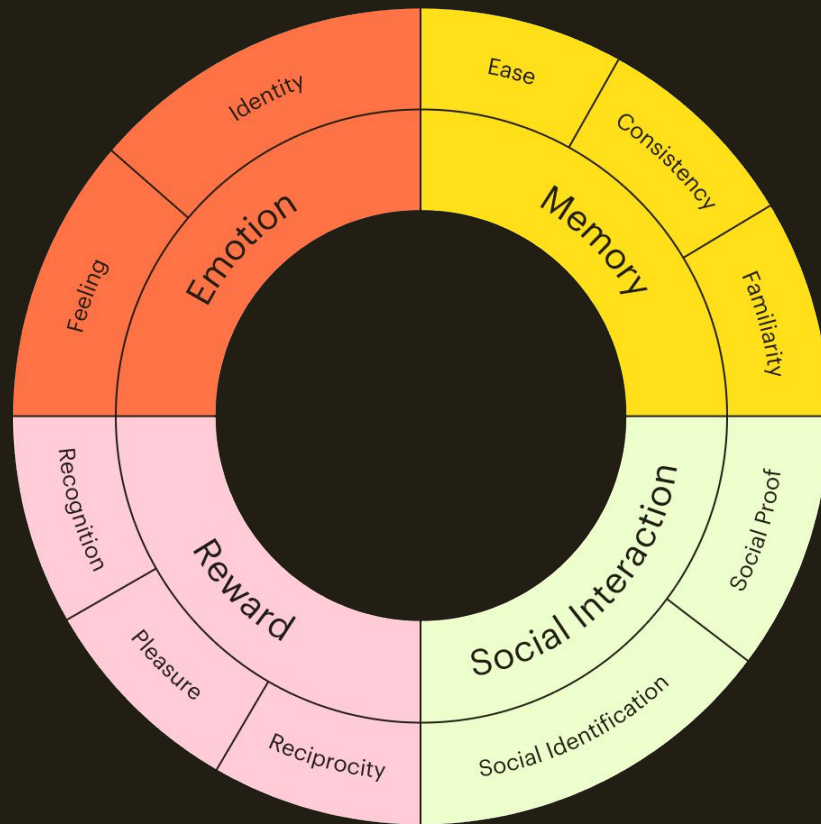 Emotion
Identity
Feeling
Memory
Ease
Consistency
Familiarity
Social Interaction
Social Proof
Social Identification
Reward
Recognition
Pleasure
Reciprocity